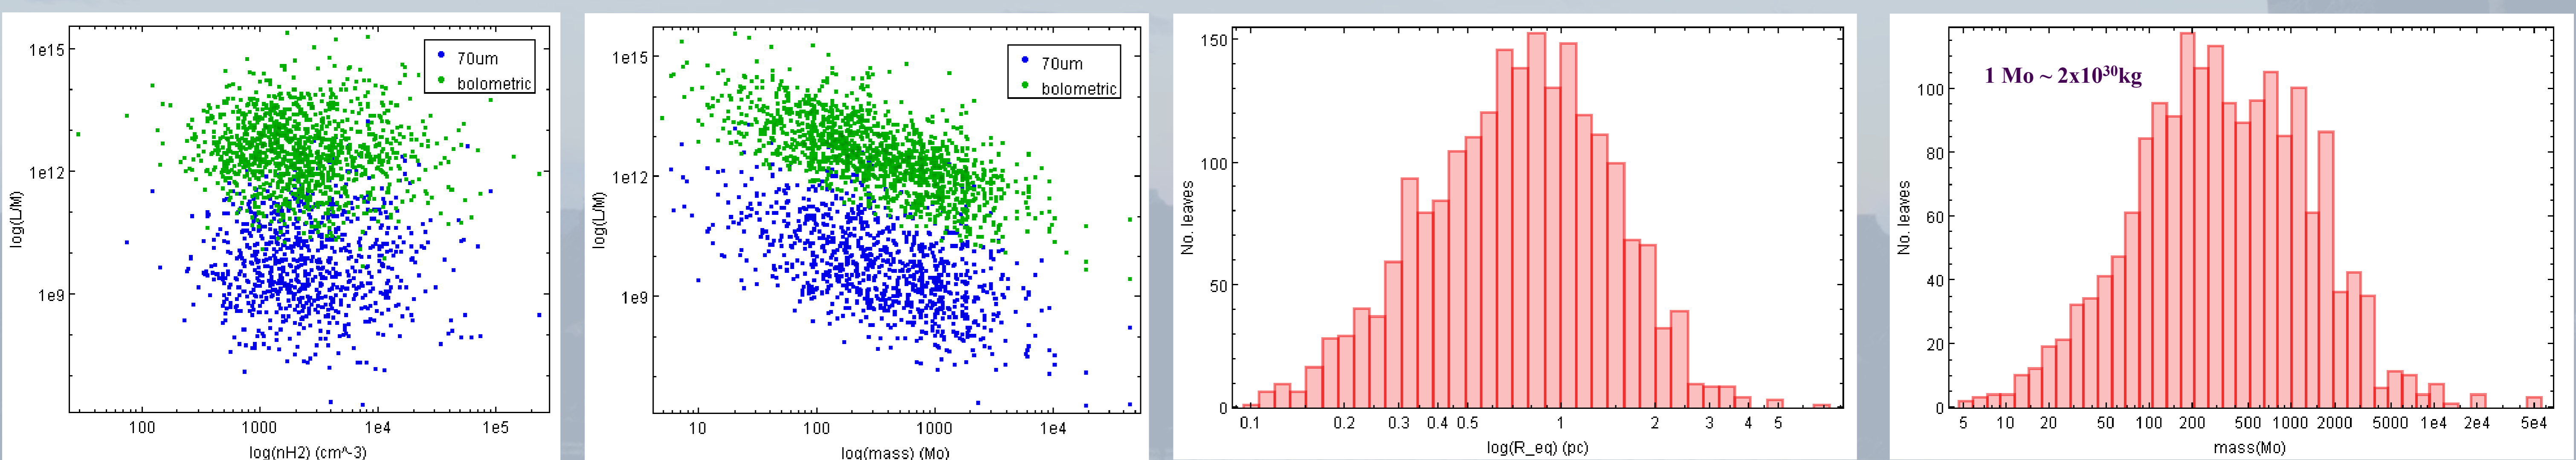 1e15
1e12
1e9
log(L/M)
70um
bolometric
100
1000
1e4
1e5
log(nH2) (cm^-3)
1e15
1e12
1e9
log(L/M)
70um
bolometric
10
100
1000
1e4
log(mass) (Mo)
150
100
50
0
No. leaves
0.1
0.2
0.3
0.4
0.5
1
2
3
4
5
log(R_eq) (pc)
1 Mo ~ 2x10³⁰kg
100
80
60
40
20
0
No. leaves
5
10
20
50
100
200
500
1000
2000
5000
1e4
2e4
5e4
mass(Mo)